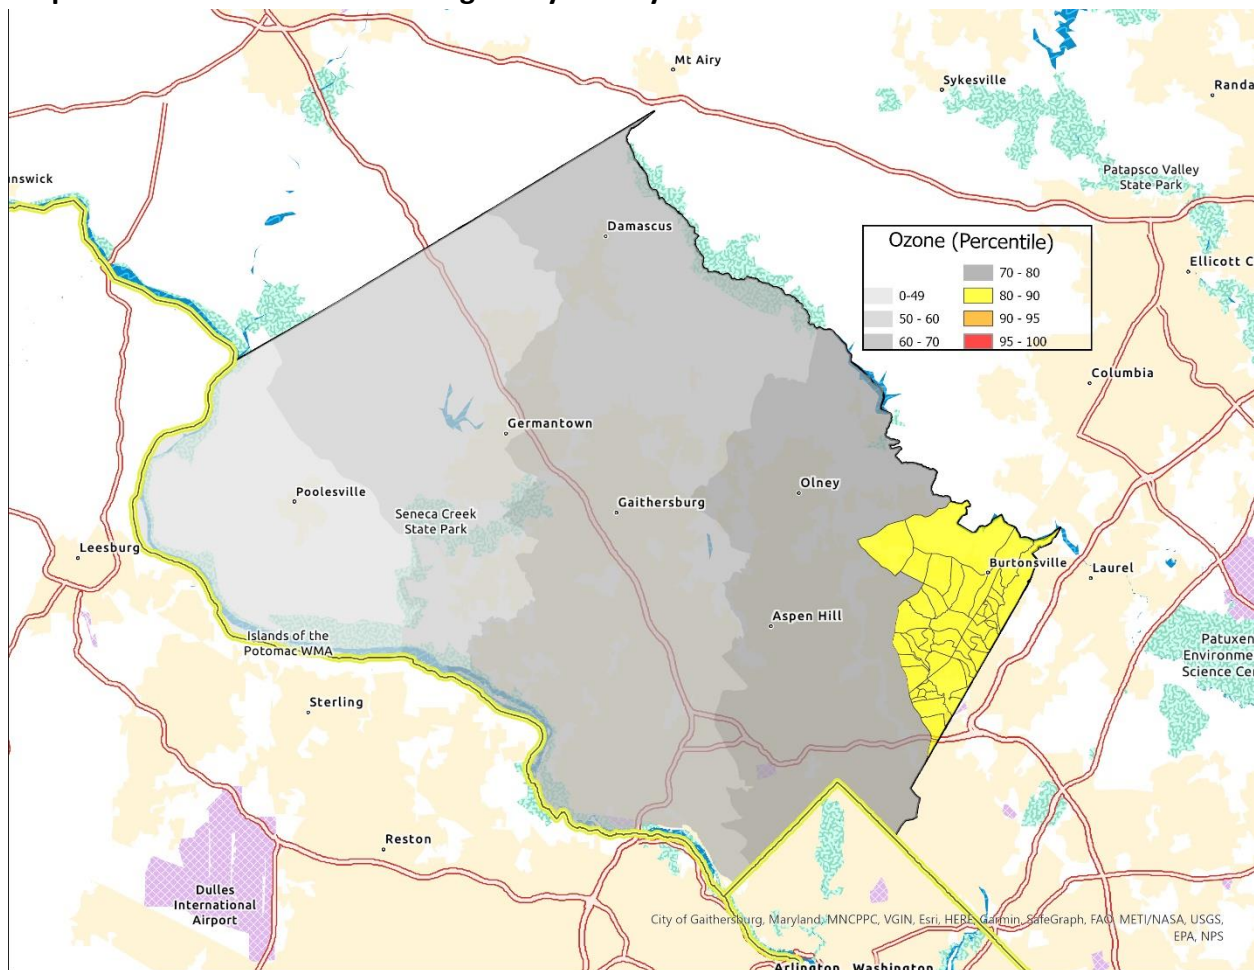 Mt Airy
Sykesville
Randa
Patapsco Valley
State Park
nswick
Damascus
Ozone (Percentile)
70 - 80
0-49
80 - 90
50 - 60
90 - 95
60 - 70
95 - 100
Ellicott C
Columbia
Germantown
Poolesville
Olney
Gaithersburg
Seneca Creek
State Park
Leesburg
Burtonsville
Laurel
Aspen Hill
Islands of the
Potomac WMA
Patuxen
Environme
Science Cen
Sterling
Reston
Dulles
International
Airport
City of Gaithersburg, Maryland, MNCPPC, VGIN, Esri, HERE, Garmin, SafeGraph, FAO, METI/NASA, USGS,
EPA, NPS
Arlington
Washington